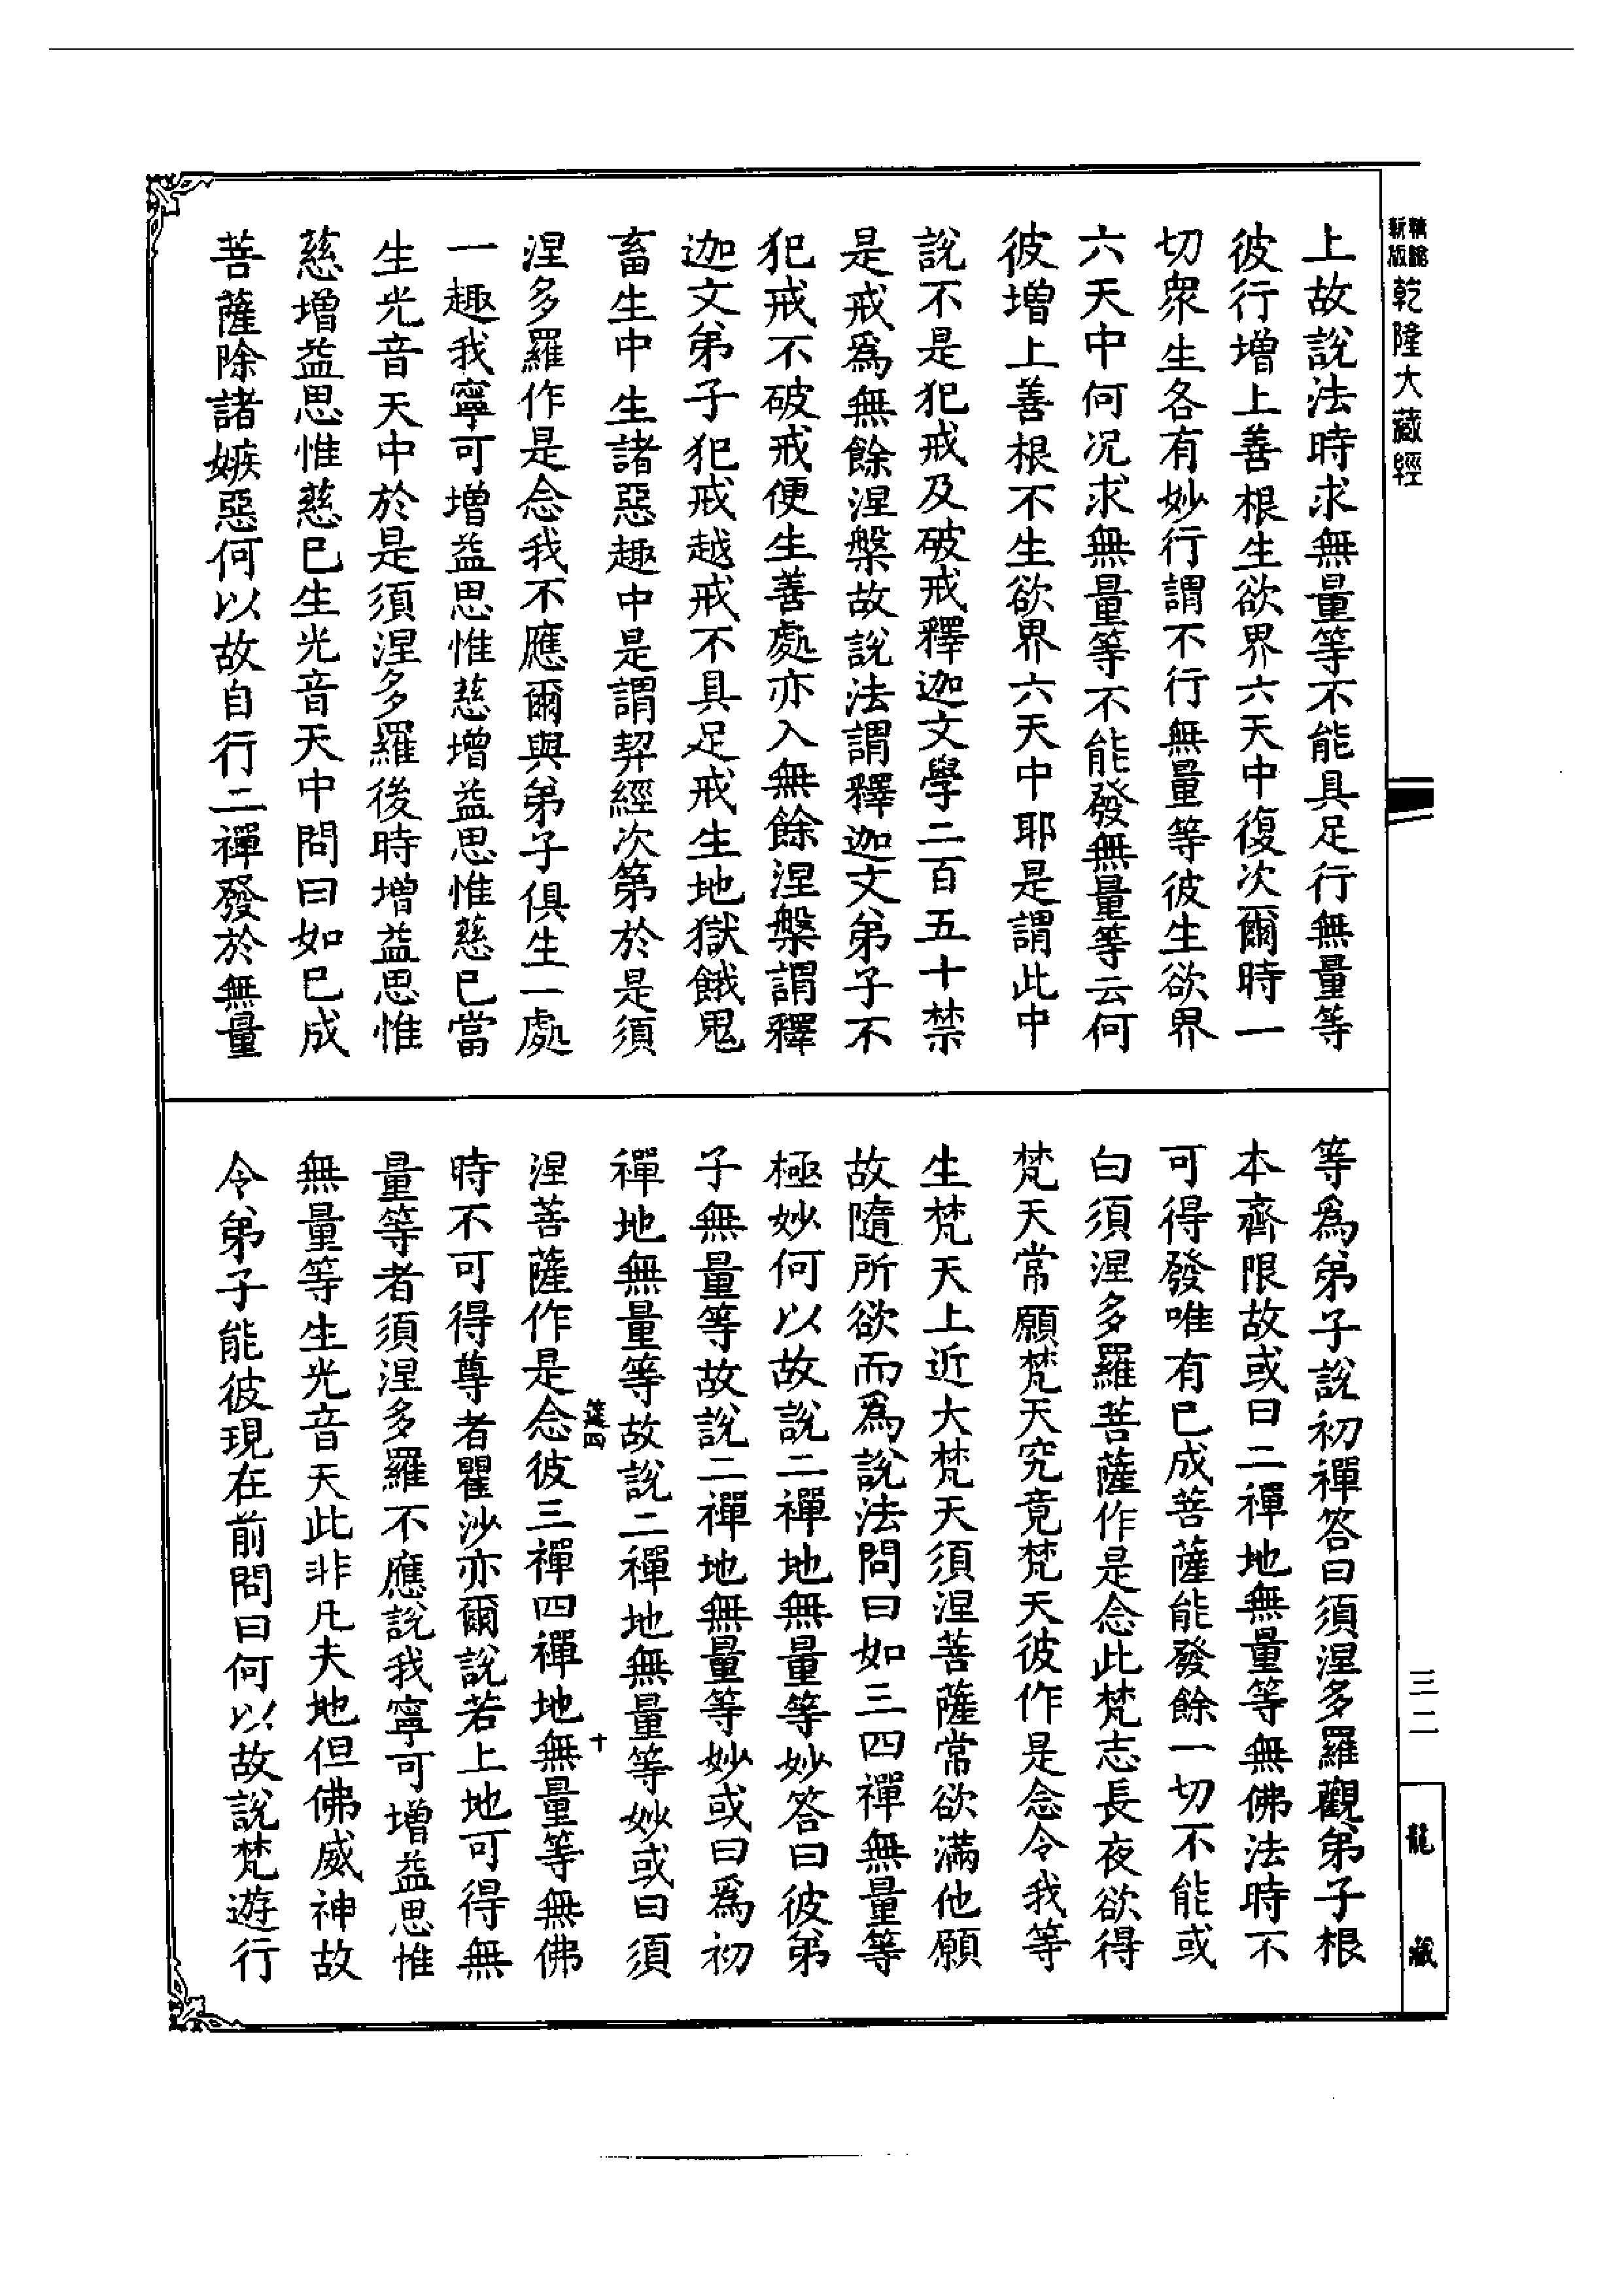 乾隆大藏經
三二
龍藏
上故說法時求無量等不能具足行無量等
彼行增上善根生欲界六天中復次爾時一
切衆生各有妙行謂不行無量等彼生欲界
六天中何况求無量等不能發無量等云何
彼增上善根不生欲界六天中耶是謂此中
說不是犯戒及破戒釋迦文學二百五十禁
是戒爲無餘涅槃故說法謂釋迦文弟子不
犯戒不破戒便生善處亦入無餘涅槃謂釋
迦文弟子犯戒越戒不具足戒生地獄餓鬼
畜生中生諸惡趣中是謂契經次第於是須
涅多羅作是念我不應爾與弟子俱生一處
一趣我寧可增益思惟慈增益思惟慈已當
生光音天中於是須涅多羅後時增益思惟
慈增益思惟慈已生光音天中問曰如已成
菩薩除諸嫉惡何以故自行二禪發於無量
等爲弟子說初禪答曰須涅多羅觀弟子根
本齊限故或曰二禪地無量等無佛法時不
可得發唯有已成菩薩能發餘一切不能或
白須涅多羅菩薩作是念此梵志長夜欲得
梵天常願梵天究竟梵天彼作是念令我等
生梵天上近大梵天須涅菩薩常欲滿他願
故隨所欲而爲說法問曰如三四禪無量等
極妙何以故說二禪地無量等妙答曰彼弟
子無量等故說二禪地無量等妙或曰爲初
禪地無量等故說二禪地無量等妙或曰須
涅菩薩作是念彼三禪四禪地無量等無佛
時不可得尊者瞿沙亦爾說若上地可得無
量等者須涅多羅不應說我寧可增益思惟
無量等生光音天此非凡夫地但佛威神故
令弟子能彼現在前問曰何以故說梵遊行